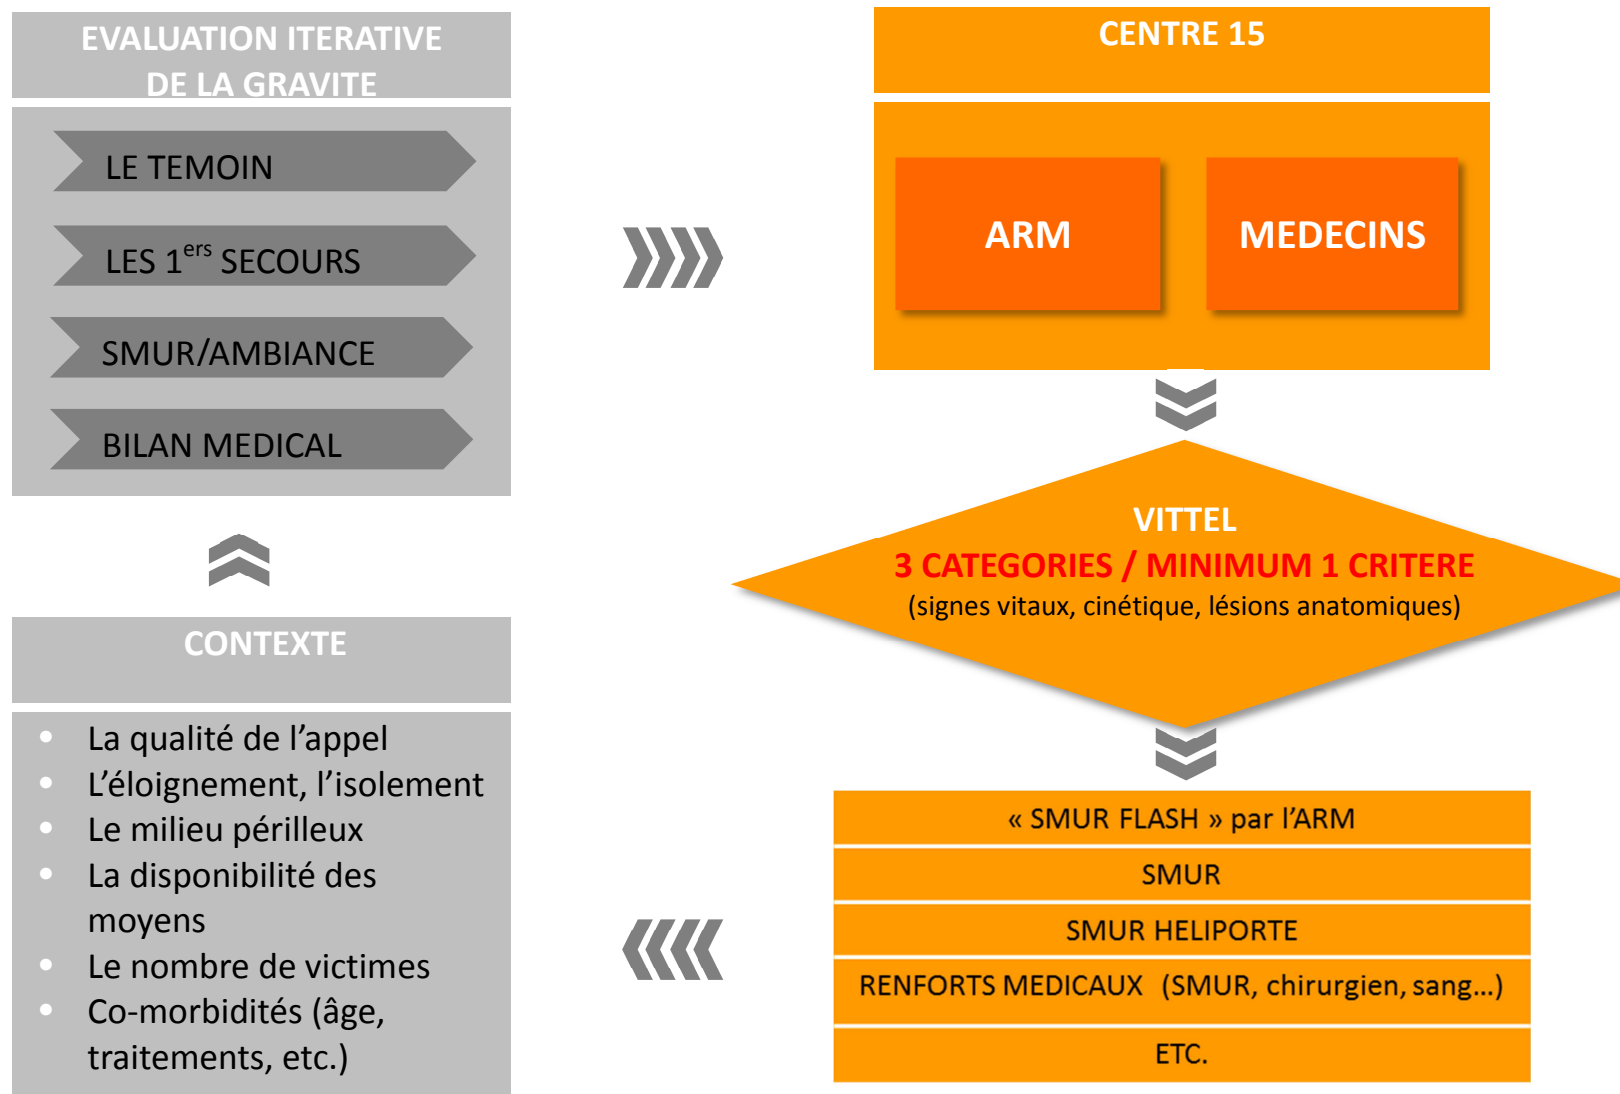 EVALUATION ITERATIVE
DE LA GRAVITE
LE TEMOIN
LES 1ers SECOURS
SMUR/AMBIANCE
BILAN MEDICAL
CENTRE 15
ARM
MEDECINS
VITTEL
3 CATEGORIES / MINIMUM 1 CRITERE
(signes vitaux, cinétique, lésions anatomiques)
« SMUR FLASH » par l’ARM
SMUR
SMUR HELIPORTE
RENFORTS MEDICAUX (SMUR, chirurgien, sang…)
ETC.
CONTEXTE
• La qualité de l’appel
• L’éloignement, l’isolement
• Le milieu périlleux
• La disponibilité des
moyens
• Le nombre de victimes
• Co-morbidités (âge,
traitements, etc.)